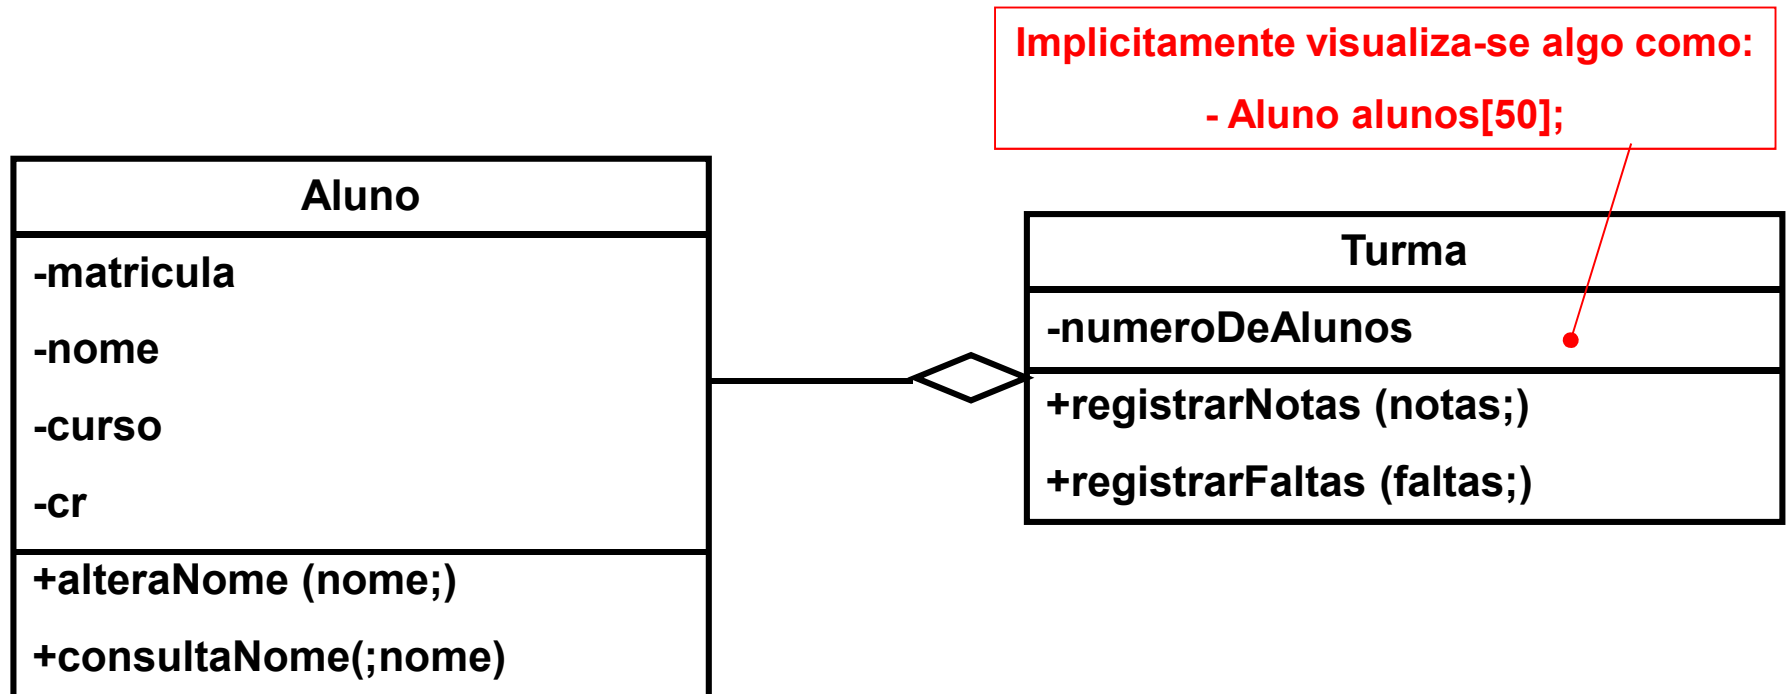 Implicitamente visualiza-se algo como:
- Aluno alunos[50];
Aluno
-matricula
-nome
-curso
-cr
+alteraNome (nome;)
+consultaNome(;nome)
Turma
-numeroDeAlunos
+registrarNotas (notas;)
+registrarFaltas (faltas;)